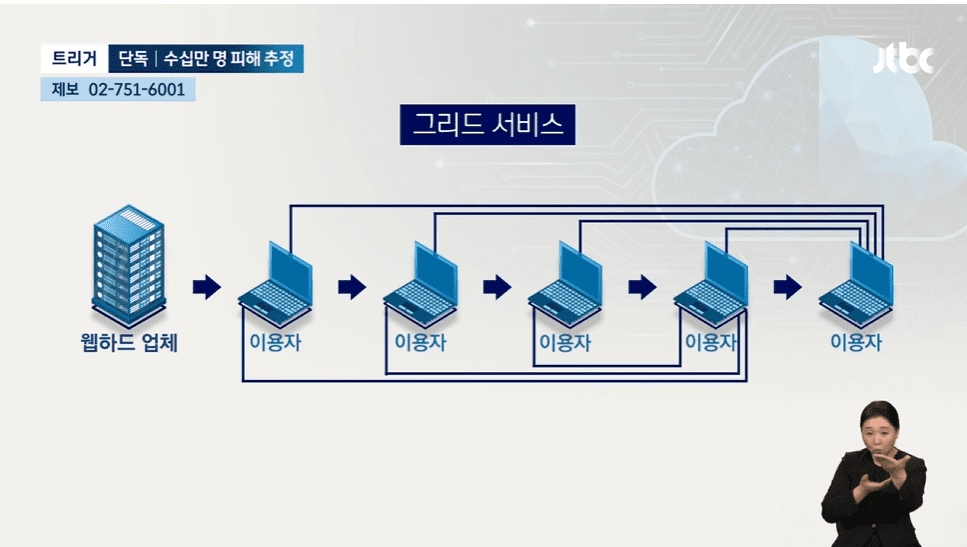 트리거 단독 | 수십만 명 피해 추정
jtbc
제보 02-751-6001
그리드 서비스
웹하드 업체 이용자 이용자 이용자 이용자 이용자